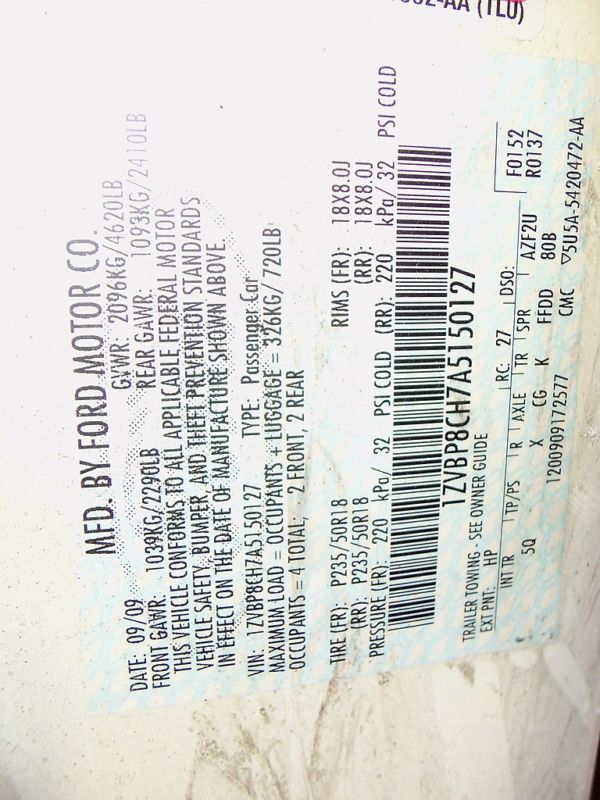 -AA (TLU)
MFD. BY FORD MOTOR CO.
DATE: 09/09 GVWR: 2096KG/4620LB
FRONT GAWR: 1039KG/2290LB REAR GAWR: 1093KG/2410LB
THIS VEHICLE CONFORMS TO ALL APPLICABLE FEDERAL MOTOR
VEHICLE SAFETY, BUMPER, AND THEFT PREVENTION STANDARDS
IN EFFECT ON THE DATE OF MANUFACTURE SHOWN ABOVE.
VIN: 1ZVBP8CH7A5150127 TYPE: Passenger Car
MAXIMUM LOAD = OCCUPANTS + LUGGAGE = 326KG/ 720LB
OCCUPANTS = 4 TOTAL; 2 FRONT, 2 REAR
TIRE (FR): P235/50R18 RIMS (FR): 18X8.0J
(RR): P235/50R18 (RR): 18X8.0J
PRESSURE (FR): 220 kPa/ 32 PSI COLD (RR): 220 kPa/ 32 PSI COLD
1ZVBP8CH7A5150127
TRAILER TOWING - SEE OWNER GUIDE
EXT PNT: HP RC: 27 DSO: F0152
R0137
INT TR TP/PS R AXLE TR SPR AZF2U
5Q - X CG K FFDD 80B
1200909172577 CMC ▽5U5A-5420472-AA